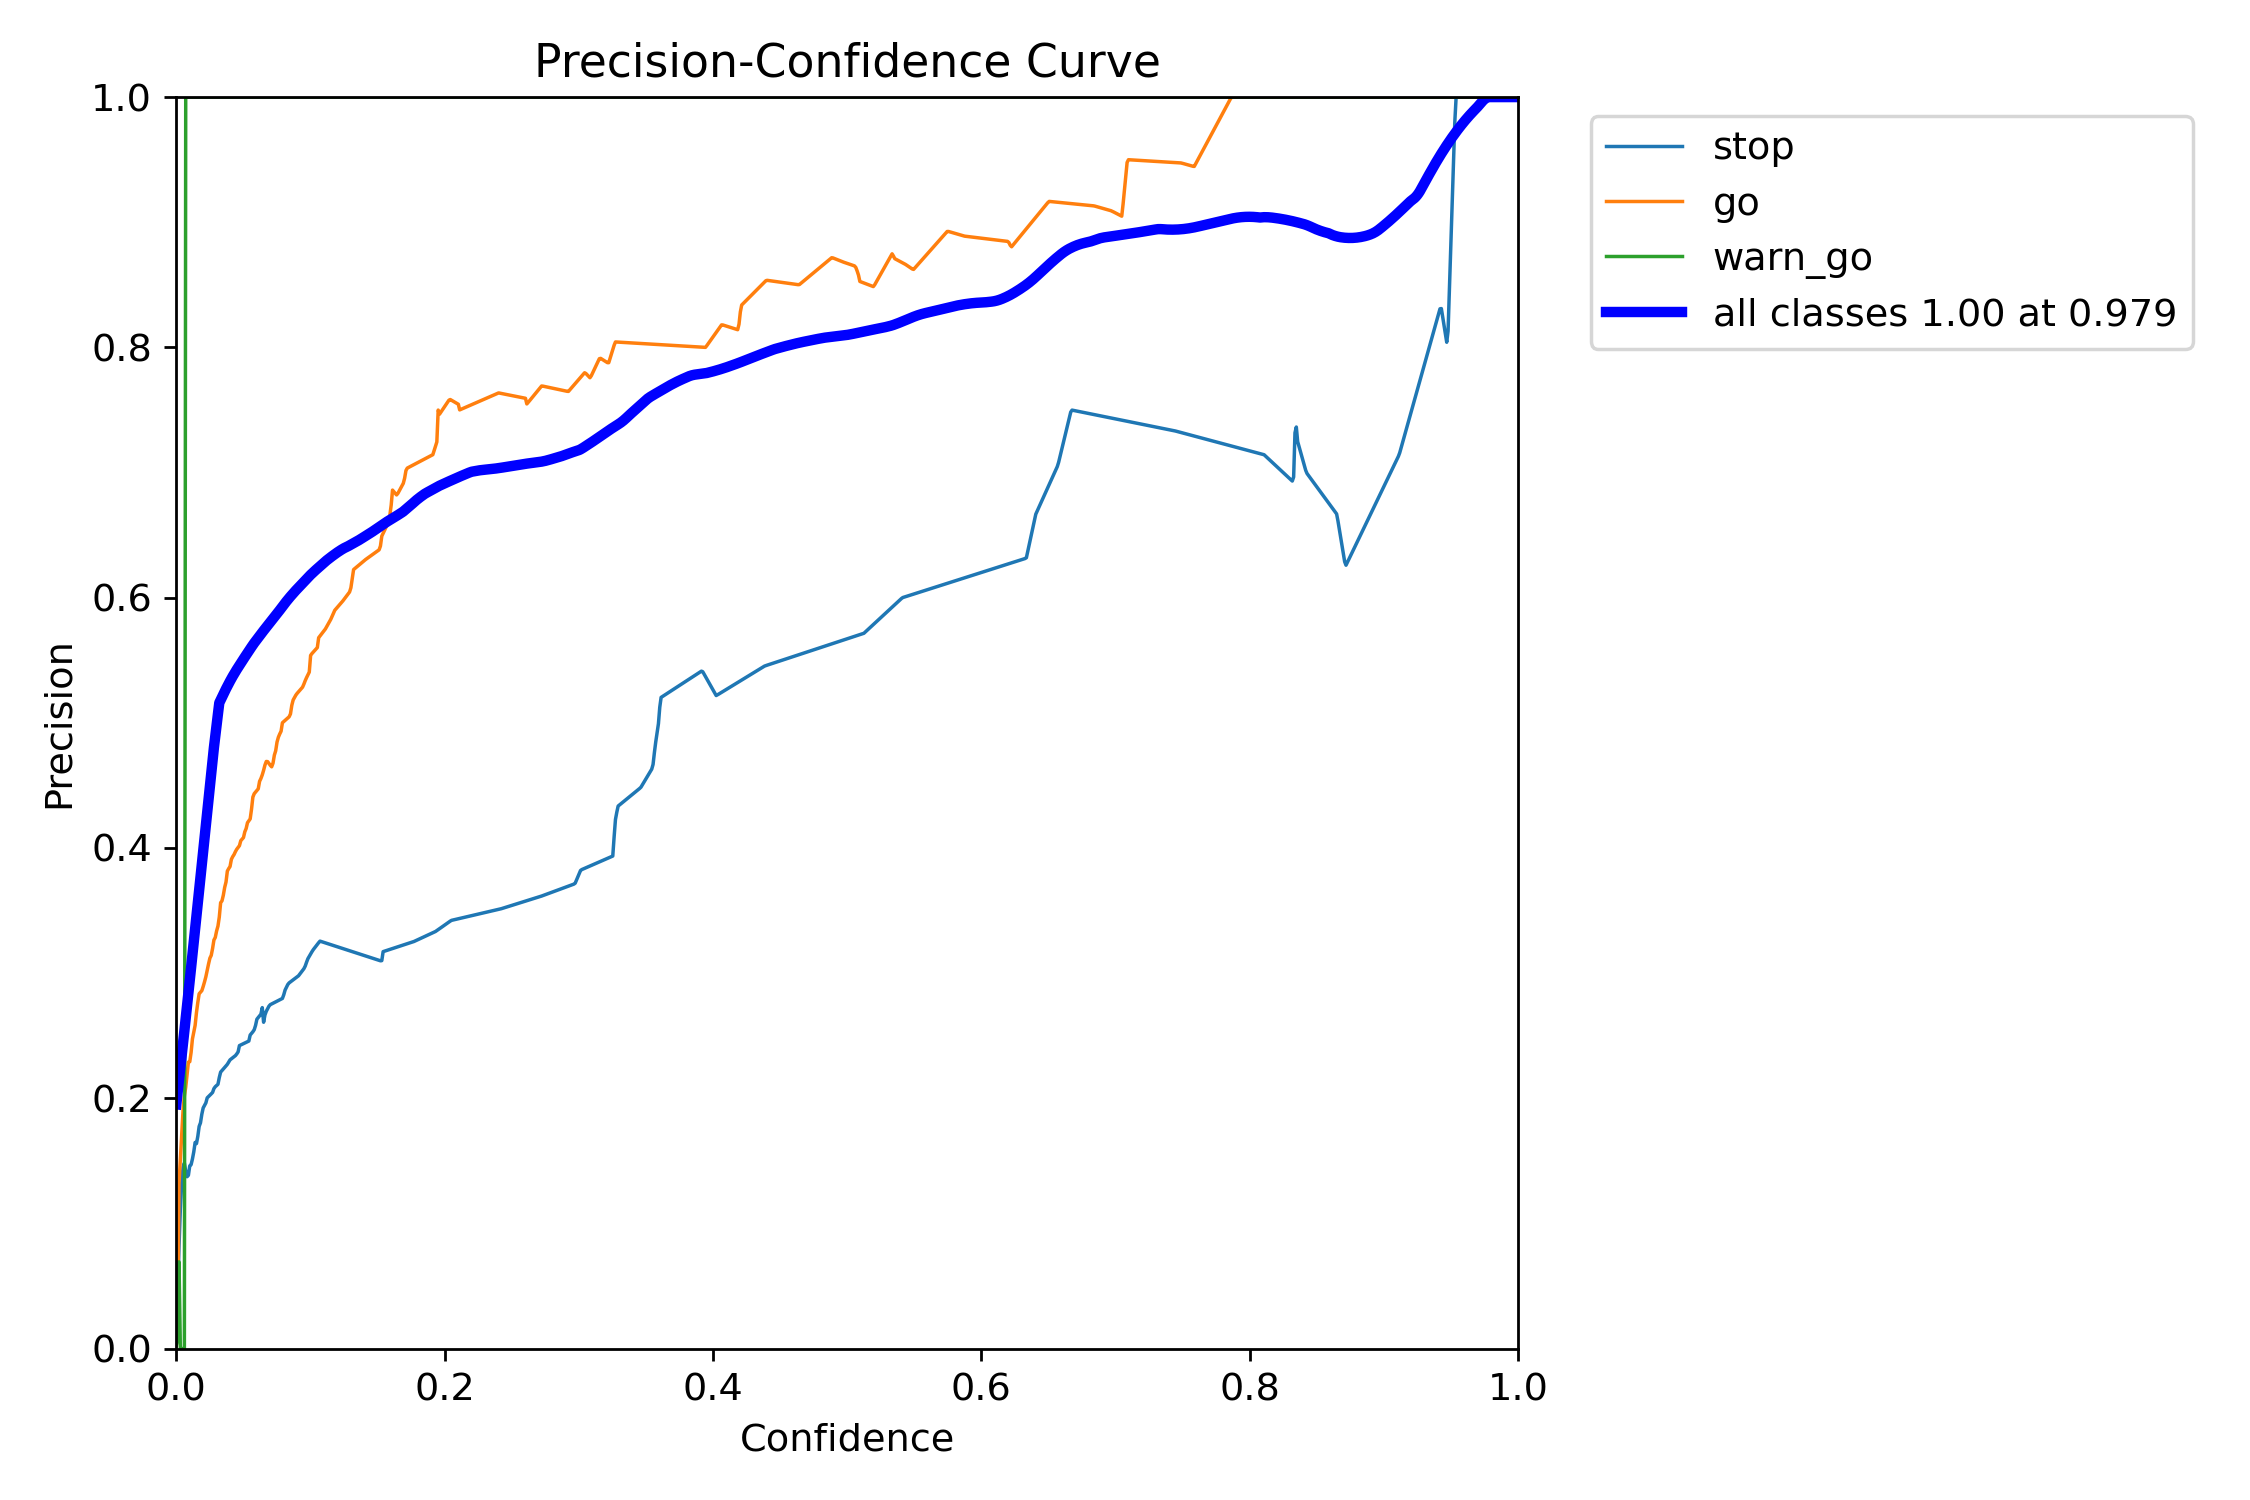 Precision-Confidence Curve
1.0
0.8
0.6
0.4
0.2
0.0
Precision
0.0 0.2 0.4 0.6 0.8 1.0
Confidence
stop
go
warn_go
all classes 1.00 at 0.979